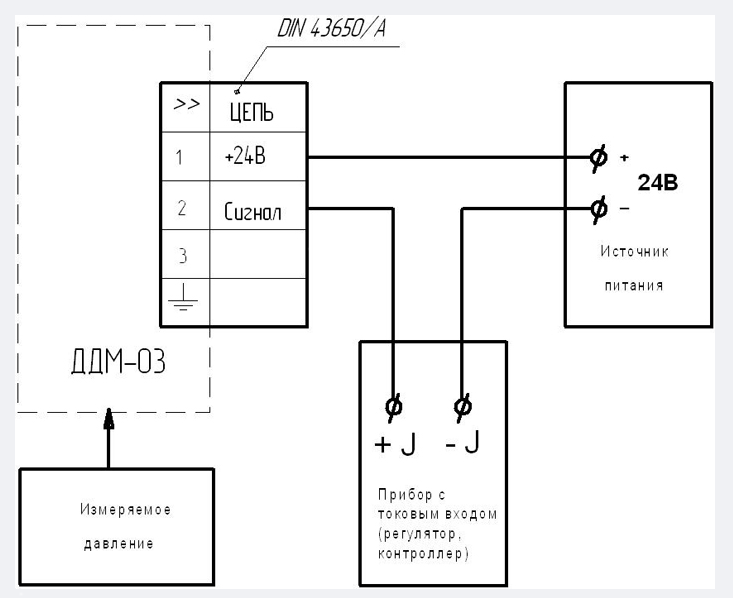 DIN 43650/А
>> ЦЕПЬ
1 +24В
2 Сигнал
3
+
24В
–
Источник
питания
ДДМ-03
+ J - J
Прибор с
токовым входом
(регулятор,
контроллер)
Измеряемое
давление